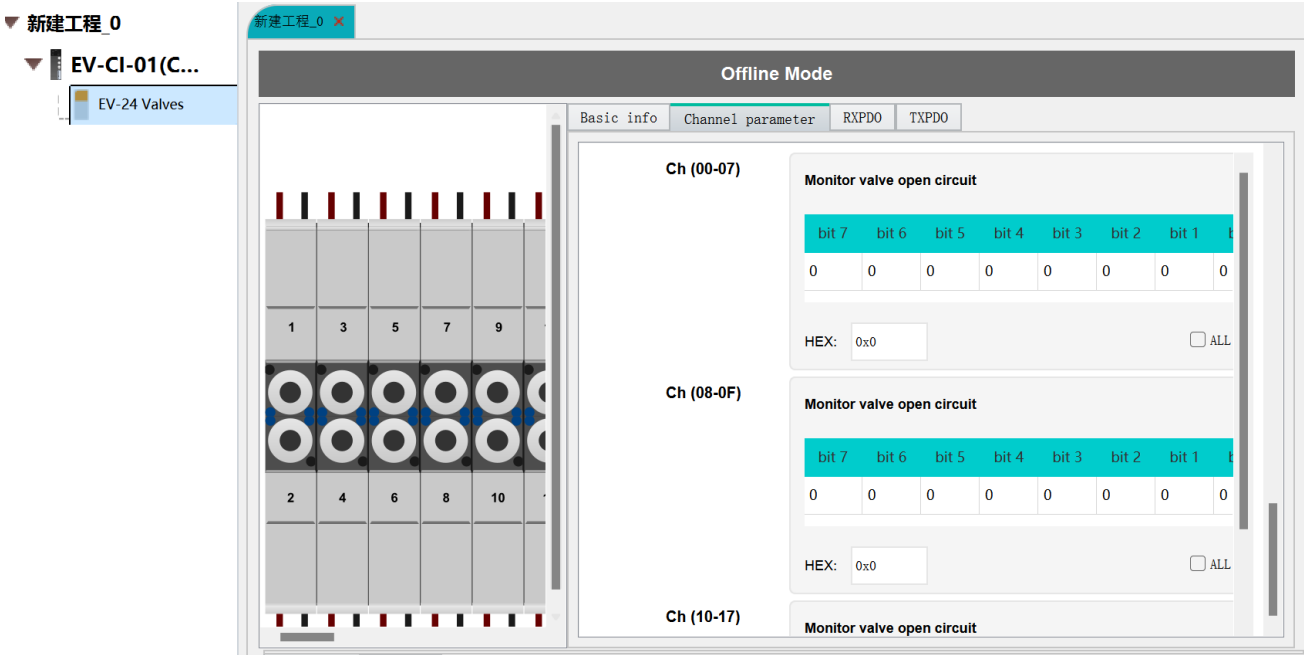 新建工程_0
EV-CI-01(C...
EV-24 Valves
新建工程_0
Offline Mode
Basic info
Channel parameter
RXPDO
TXPDO
1 3 5 7 9
2 4 6 8 10
Ch (00-07)
Monitor valve open circuit
bit 7 bit 6 bit 5 bit 4 bit 3 bit 2 bit 1
0 0 0 0 0 0 0 0
HEX: 0x0
ALL
Ch (08-0F)
Monitor valve open circuit
bit 7 bit 6 bit 5 bit 4 bit 3 bit 2 bit 1
0 0 0 0 0 0 0 0
HEX: 0x0
ALL
Ch (10-17)
Monitor valve open circuit